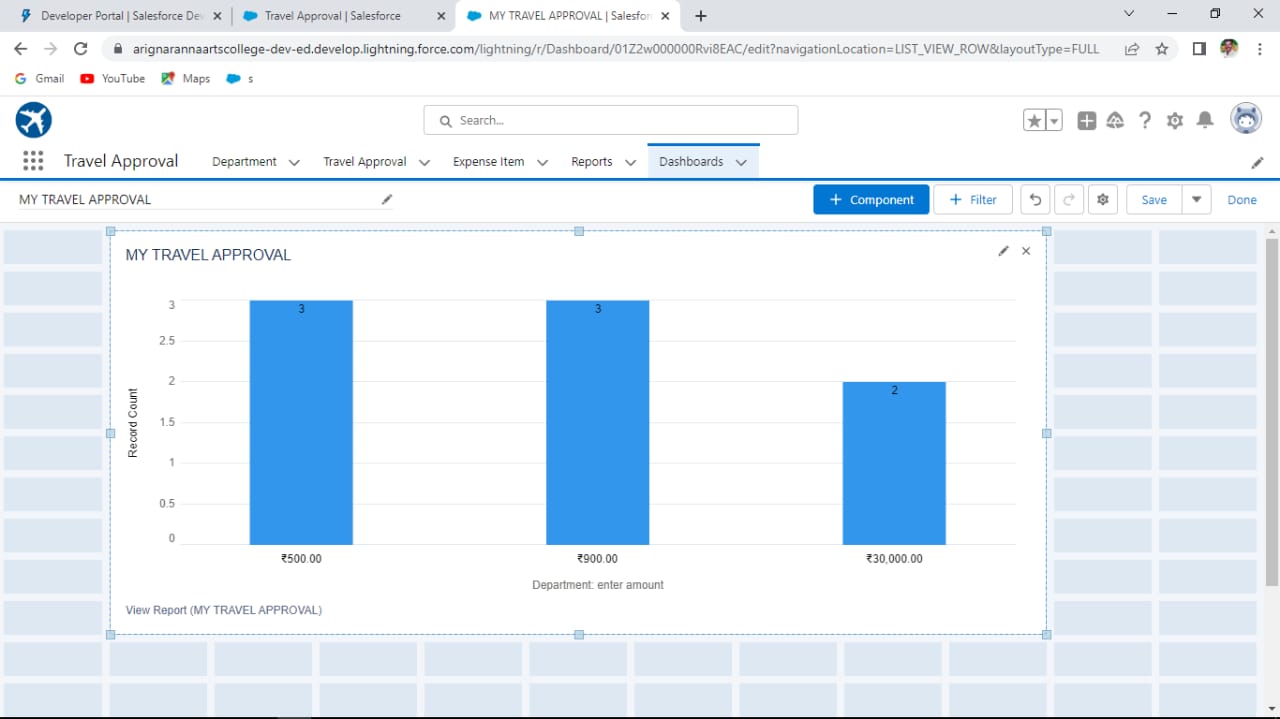 Developer Portal | Salesforce Dev
Travel Approval | Salesforce
MY TRAVEL APPROVAL | Salesfor
arignarannaartscollege-dev-ed.develop.lightning.force.com/lightning/r/Dashboard/01Z2w000000Rvi8EAC/edit?navigationLocation=LIST_VIEW_ROW&layoutType=FULL
Gmail YouTube Maps s
Search...
Travel Approval Department Travel Approval Expense Item Reports Dashboards
MY TRAVEL APPROVAL + Component + Filter Save Done
MY TRAVEL APPROVAL
Record Count
3
2.5
2
1.5
1
0.5
0
3 3 2
₹500.00 ₹900.00 ₹30,000.00
Department: enter amount
View Report (MY TRAVEL APPROVAL)